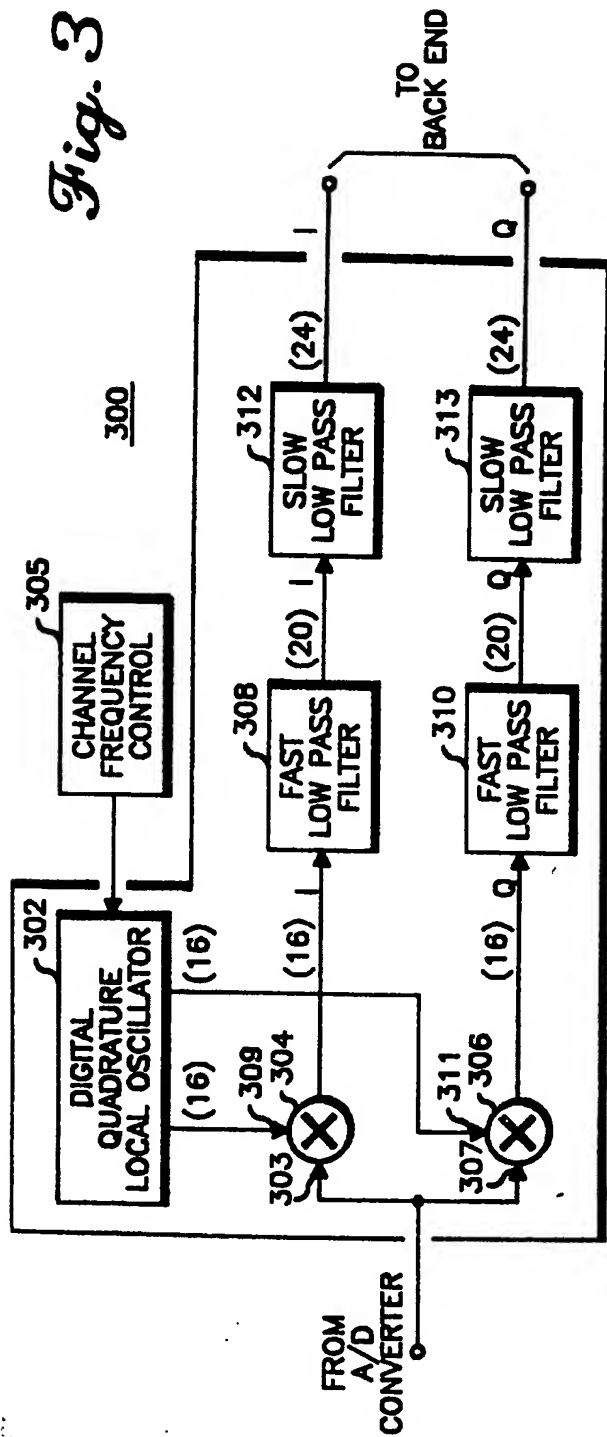 Fig. 3
300
305
CHANNEL
FREQUENCY
CONTROL
302
DIGITAL
QUADRATURE
LOCAL OSCILLATOR
(16)
(16)
309
304
303
311
306
307
FROM
A/D
CONVERTER
(16)
I
308
FAST
LOW PASS
FILTER
(20)
I
312
SLOW
LOW PASS
FILTER
(24)
I
(16)
Q
310
FAST
LOW PASS
FILTER
(20)
Q
313
SLOW
LOW PASS
FILTER
(24)
Q
TO
BACK END